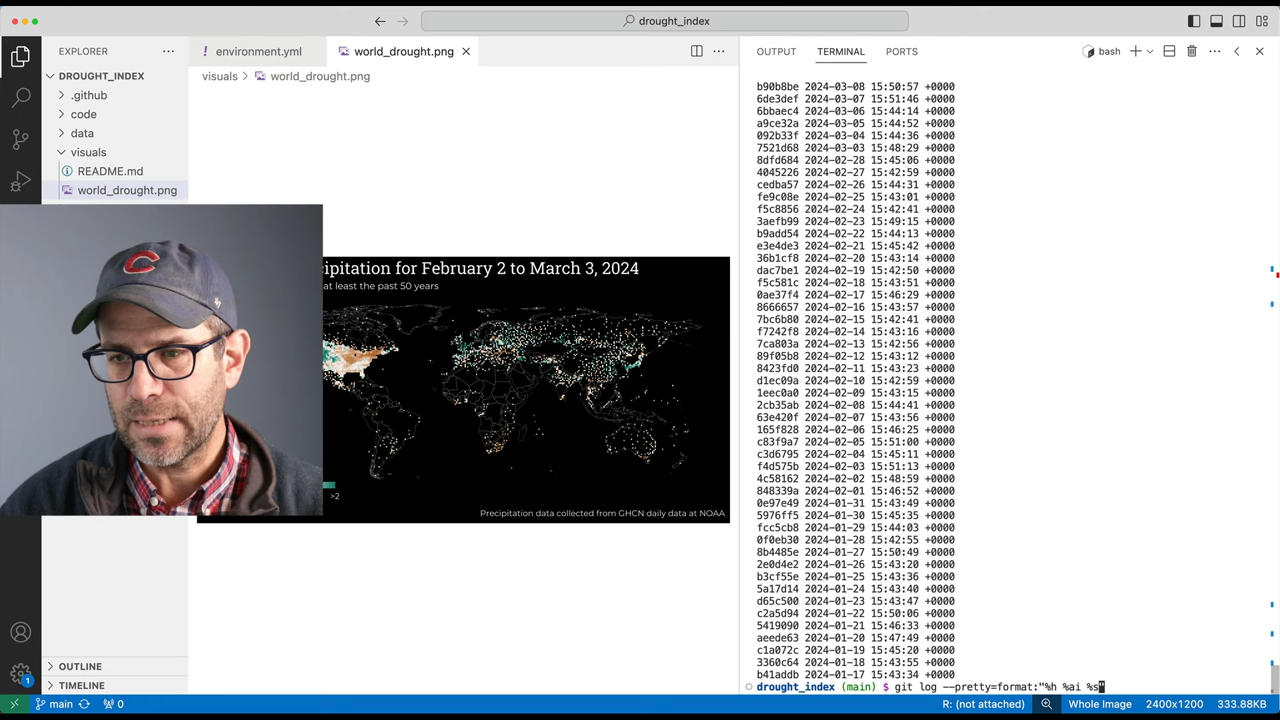 drought_index
EXPLORER
environment.yml
world_drought.png
OUTPUT
TERMINAL
PORTS
bash
DROUGHT_INDEX
visuals
world_drought.png
.github
code
data
visuals
README.md
world_drought.png
ipitation for February 2 to March 3, 2024
at least the past 50 years
>2
Precipitation data collected from GHCN daily data at NOAA
b90b8be 2024-03-08 15:50:57 +0000
6de3def 2024-03-07 15:51:46 +0000
6bbaec4 2024-03-06 15:44:14 +0000
a9ce32a 2024-03-05 15:44:52 +0000
092b33f 2024-03-04 15:44:36 +0000
7521d68 2024-03-03 15:48:29 +0000
8dfd684 2024-02-28 15:45:06 +0000
4045226 2024-02-27 15:42:59 +0000
cedba57 2024-02-26 15:44:31 +0000
fe9c08e 2024-02-25 15:43:01 +0000
f5c8856 2024-02-24 15:42:41 +0000
3aefb99 2024-02-23 15:49:15 +0000
b9add54 2024-02-22 15:44:13 +0000
e3e4de3 2024-02-21 15:45:42 +0000
36b1cf8 2024-02-20 15:43:14 +0000
dac7be1 2024-02-19 15:42:50 +0000
f5c581c 2024-02-18 15:43:51 +0000
0ae37f4 2024-02-17 15:46:29 +0000
8666657 2024-02-16 15:43:57 +0000
7bc6b80 2024-02-15 15:42:41 +0000
f7242f8 2024-02-14 15:43:16 +0000
7ca803a 2024-02-13 15:42:56 +0000
89f05b8 2024-02-12 15:43:12 +0000
8423fd0 2024-02-11 15:43:23 +0000
d1ec09a 2024-02-10 15:42:59 +0000
1eec0a0 2024-02-09 15:43:15 +0000
2cb35ab 2024-02-08 15:44:41 +0000
63e420f 2024-02-07 15:43:56 +0000
165f828 2024-02-06 15:46:25 +0000
c83f9a7 2024-02-05 15:51:00 +0000
c3d6795 2024-02-04 15:45:11 +0000
f4d575b 2024-02-03 15:51:13 +0000
4c58162 2024-02-02 15:48:59 +0000
848339a 2024-02-01 15:46:52 +0000
0e97e49 2024-01-31 15:43:49 +0000
5976ff5 2024-01-30 15:45:35 +0000
fcc5cb8 2024-01-29 15:44:03 +0000
0f0eb30 2024-01-28 15:42:55 +0000
8b4485e 2024-01-27 15:50:49 +0000
2e0d4e2 2024-01-26 15:43:20 +0000
b3cf55e 2024-01-25 15:43:36 +0000
5a17d14 2024-01-24 15:43:40 +0000
d65c500 2024-01-23 15:43:47 +0000
c2a5d94 2024-01-22 15:50:06 +0000
5419090 2024-01-21 15:46:33 +0000
aeede63 2024-01-20 15:47:49 +0000
c1a072c 2024-01-19 15:45:20 +0000
3360c64 2024-01-18 15:43:55 +0000
b41addb 2024-01-17 15:43:34 +0000
drought_index (main) $ git log --pretty=format:"%h %ai %s"
OUTLINE
TIMELINE
1
main
0
R: (not attached)
Whole Image
2400x1200
333.88KB